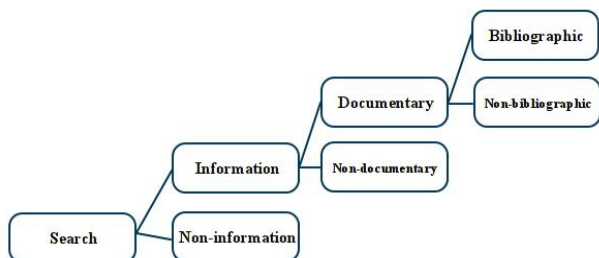 Bibliographic
Documentary
Non-bibliographic
Information
Non-documentary
Search
Non-information